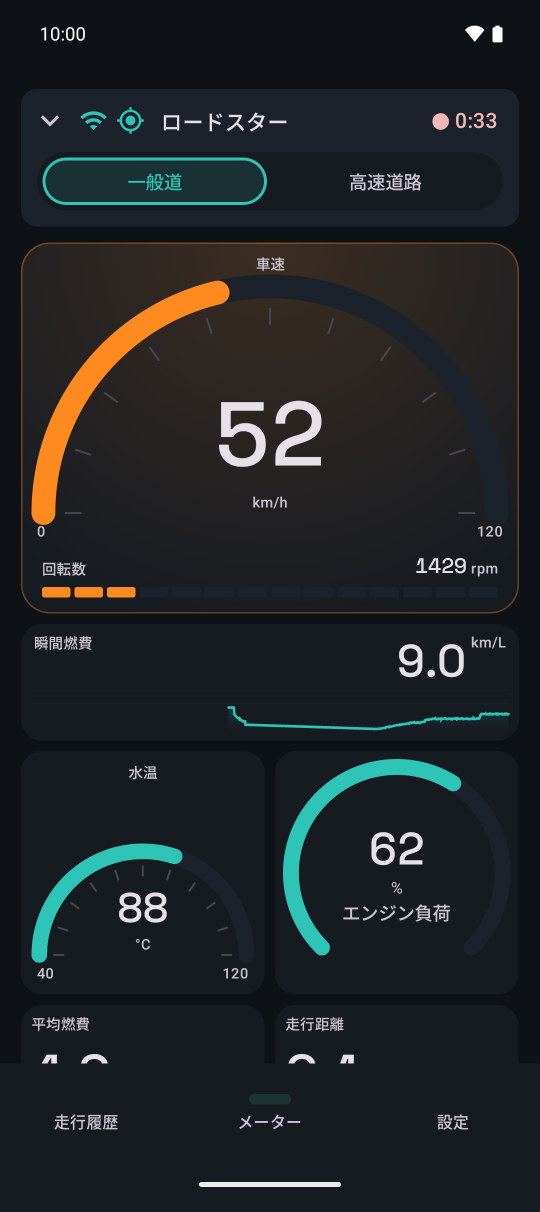 10:00
ロードスター
0:33
一般道
高速道路
車速
52
km/h
0
120
回転数
1429 rpm
瞬間燃費
9.0 km/L
水温
88
°C
40
120
62
%
エンジン負荷
平均燃費
走行距離
走行履歴
メーター
設定